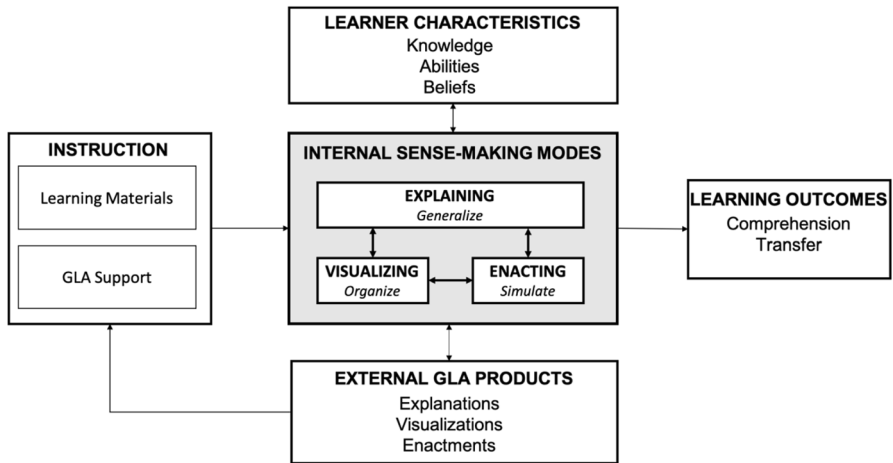 LEARNER CHARACTERISTICS
Knowledge
Abilities
Beliefs
INSTRUCTION
Learning Materials
GLA Support
INTERNAL SENSE-MAKING MODES
EXPLAINING
Generalize
VISUALIZING
Organize
ENACTING
Simulate
LEARNING OUTCOMES
Comprehension
Transfer
EXTERNAL GLA PRODUCTS
Explanations
Visualizations
Enactments